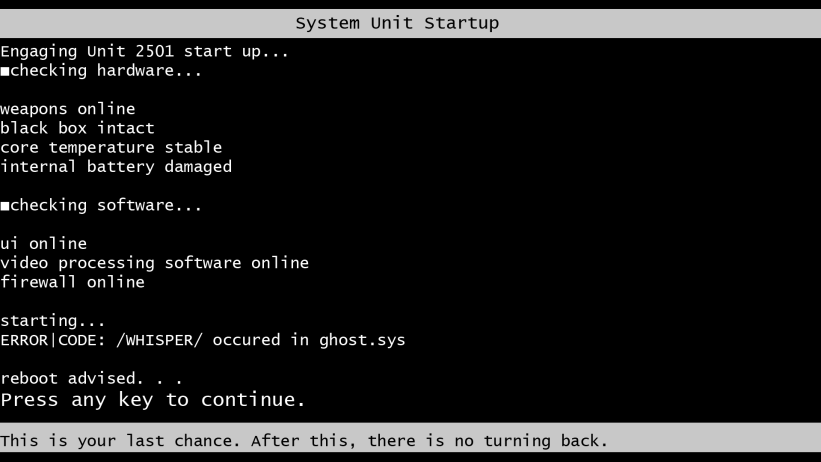 System Unit Startup
Engaging Unit 2501 start up...
■checking hardware...
weapons online
black box intact
core temperature stable
internal battery damaged
■checking software...
ui online
video processing software online
firewall online
starting...
ERROR|CODE: /WHISPER/ occured in ghost.sys
reboot advised. . .
Press any key to continue.
This is your last chance. After this, there is no turning back.